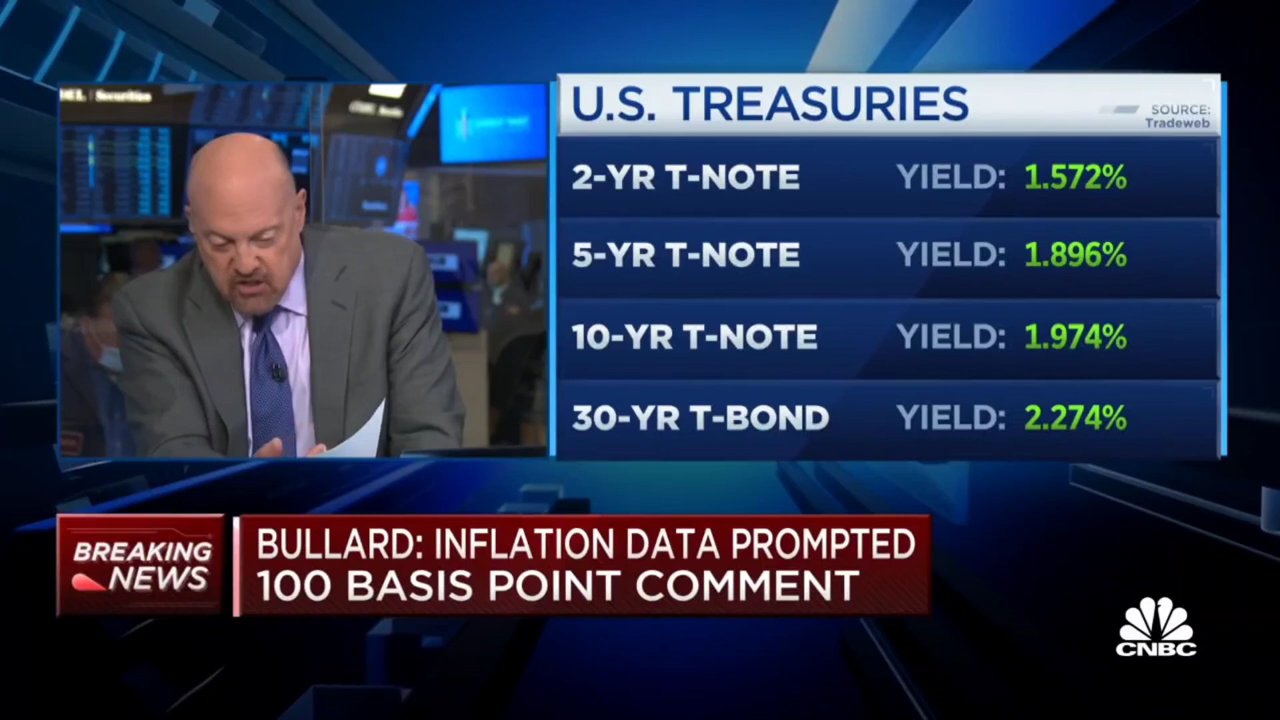 Securities
U.S. TREASURIES
SOURCE:
Tradeweb
2-YR T-NOTE YIELD: 1.572%
5-YR T-NOTE YIELD: 1.896%
10-YR T-NOTE YIELD: 1.974%
30-YR T-BOND YIELD: 2.274%
BREAKING
NEWS
BULLARD: INFLATION DATA PROMPTED
100 BASIS POINT COMMENT
CNBC